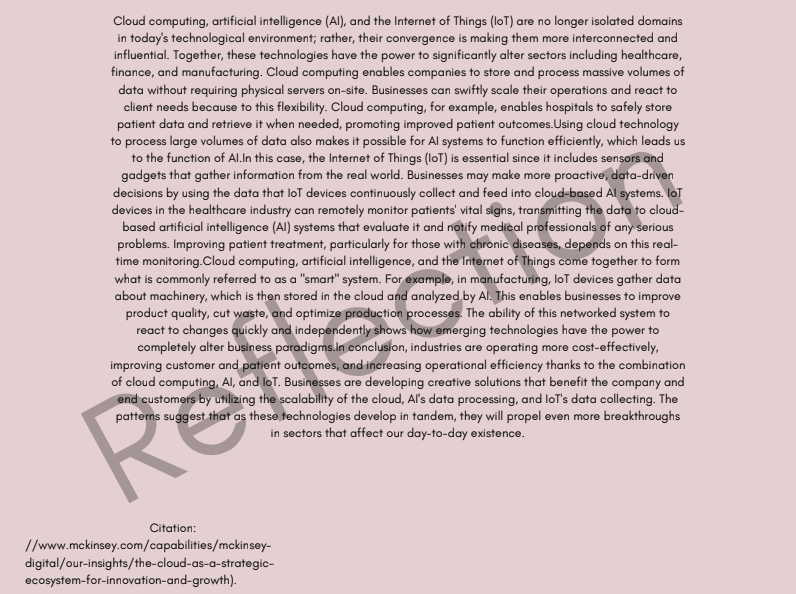 Cloud computing, artificial intelligence (AI), and the Internet of Things (IoT) are no longer isolated domains
in today's technological environment; rather, their convergence is making them more interconnected and
influential. Together, these technologies have the power to significantly alter sectors including healthcare,
finance, and manufacturing. Cloud computing enables companies to store and process massive volumes of
data without requiring physical servers on-site. Businesses can swiftly scale their operations and react to
client needs because to this flexibility. Cloud computing, for example, enables hospitals to safely store
patient data and retrieve it when needed, promoting improved patient outcomes.Using cloud technology
to process large volumes of data also makes it possible for AI systems to function efficiently, which leads us
to the function of AI.In this case, the Internet of Things (IoT) is essential since it includes sensors and
gadgets that gather information from the real world. Businesses may make more proactive, data-driven
decisions by using the data that IoT devices continuously collect and feed into cloud-based AI systems. IoT
devices in the healthcare industry can remotely monitor patients' vital signs, transmitting the data to cloud-
based artificial intelligence (AI) systems that evaluate it and notify medical professionals of any serious
problems. Improving patient treatment, particularly for those with chronic diseases, depends on this real-
time monitoring.Cloud computing, artificial intelligence, and the Internet of Things come together to form
what is commonly referred to as a "smart" system. For example, in manufacturing, IoT devices gather data
about machinery, which is then stored in the cloud and analyzed by AI. This enables businesses to improve
product quality, cut waste, and optimize production processes. The ability of this networked system to
react to changes quickly and independently shows how emerging technologies have the power to
completely alter business paradigms.In conclusion, industries are operating more cost-effectively,
improving customer and patient outcomes, and increasing operational efficiency thanks to the combination
of cloud computing, AI, and IoT. Businesses are developing creative solutions that benefit the company and
end customers by utilizing the scalability of the cloud, AI's data processing, and IoT's data collecting. The
patterns suggest that as these technologies develop in tandem, they will propel even more breakthroughs
in sectors that affect our day-to-day existence.
Reflection
Citation:
//www.mckinsey.com/capabilities/mckinsey-
digital/our-insights/the-cloud-as-a-strategic-
ecosystem-for-innovation-and-growth).